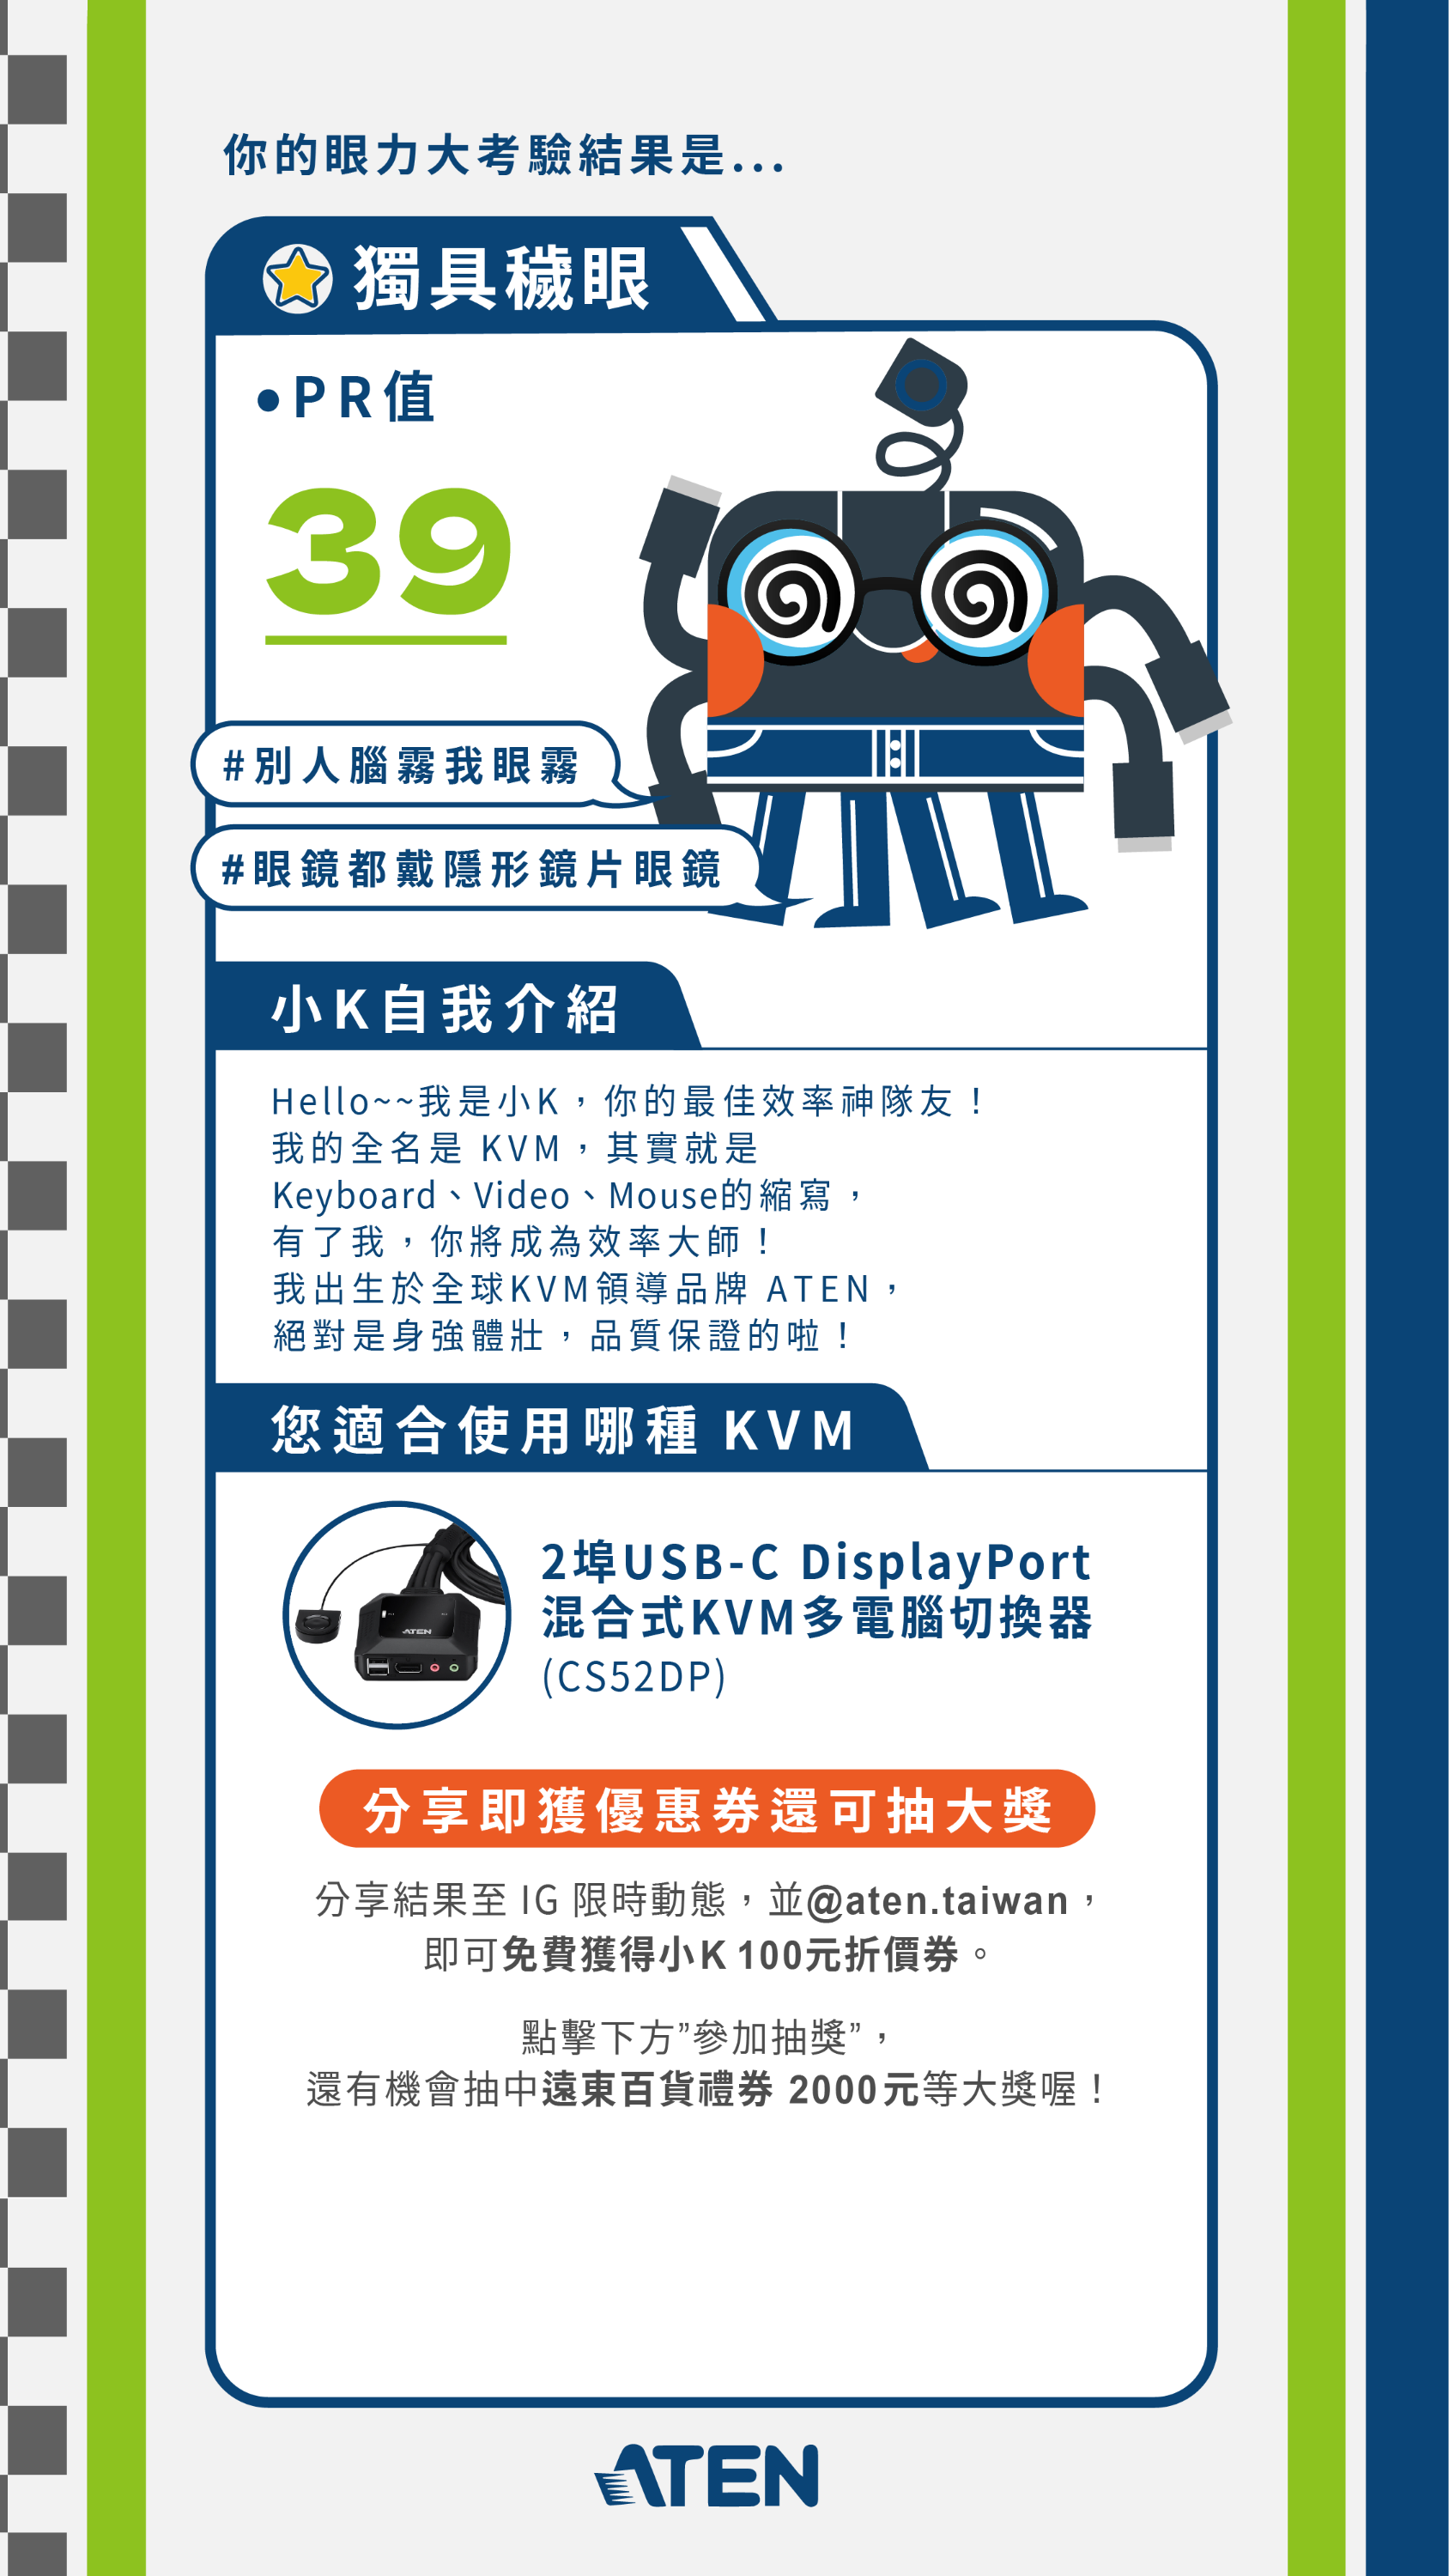 你的眼力大考驗結果是...
獨具穢眼
•PR值
39
#別人腦霧我眼霧
#眼鏡都戴隱形鏡片眼鏡
小K自我介紹
Hello~~我是小K，你的最佳效率神隊友！
我的全名是 KVM，其實就是
Keyboard、Video、Mouse的縮寫，
有了我，你將成為效率大師！
我出生於全球KVM領導品牌 ATEN，
絕對是身強體壯，品質保證的啦！
您適合使用哪種 KVM
ATEN
2埠USB-C DisplayPort
混合式KVM多電腦切換器
(CS52DP)
分享即獲優惠券還可抽大獎
分享結果至 IG 限時動態，並@aten.taiwan，
即可免費獲得小K 100元折價券。
點擊下方”參加抽獎”，
還有機會抽中遠東百貨禮券 2000元等大獎喔！
ATEN